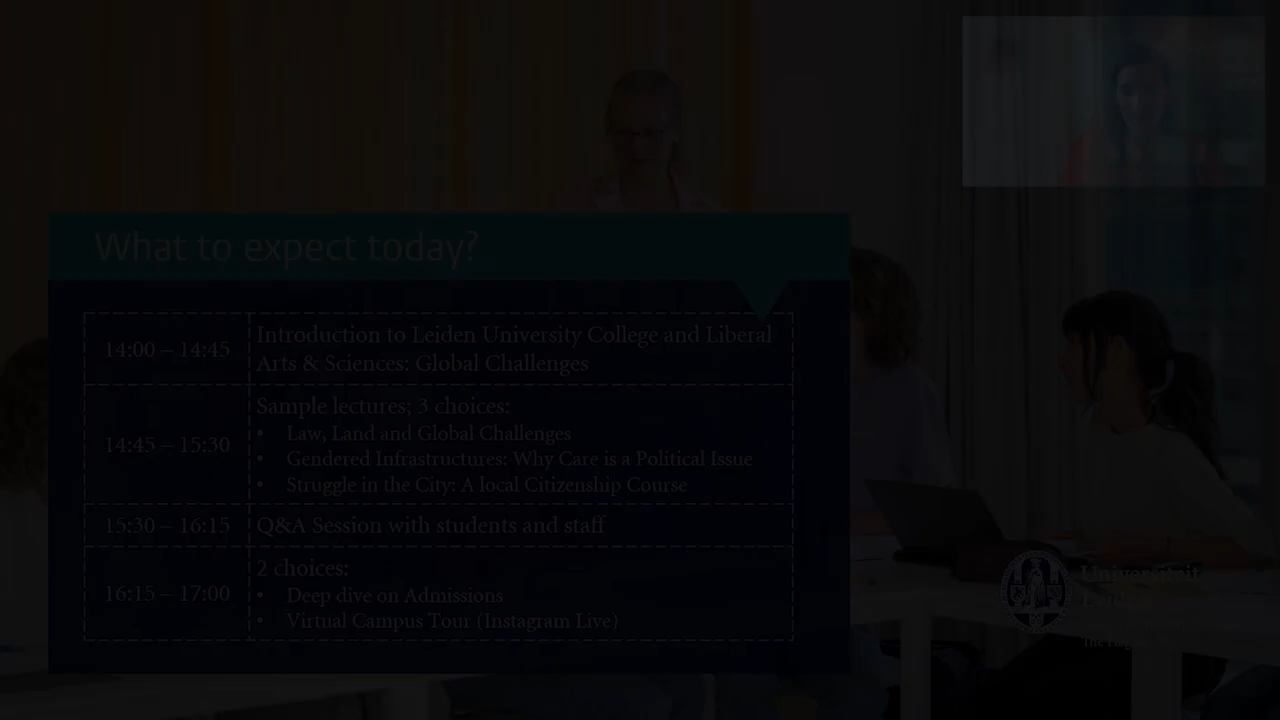 What to expect today?
14:00 – 14:45
Introduction to Leiden University College and Liberal
Arts & Sciences: Global Challenges
14:45 – 15:30
Sample lectures; 3 choices:
• Law, Land and Global Challenges
• Gendered Infrastructures: Why Care is a Political Issue
• Struggle in the City: A local Citizenship Course
15:30 – 16:15
Q&A Session with students and staff
16:15 – 17:00
2 choices:
• Deep dive on Admissions
• Virtual Campus Tour (Instagram Live)
Universiteit